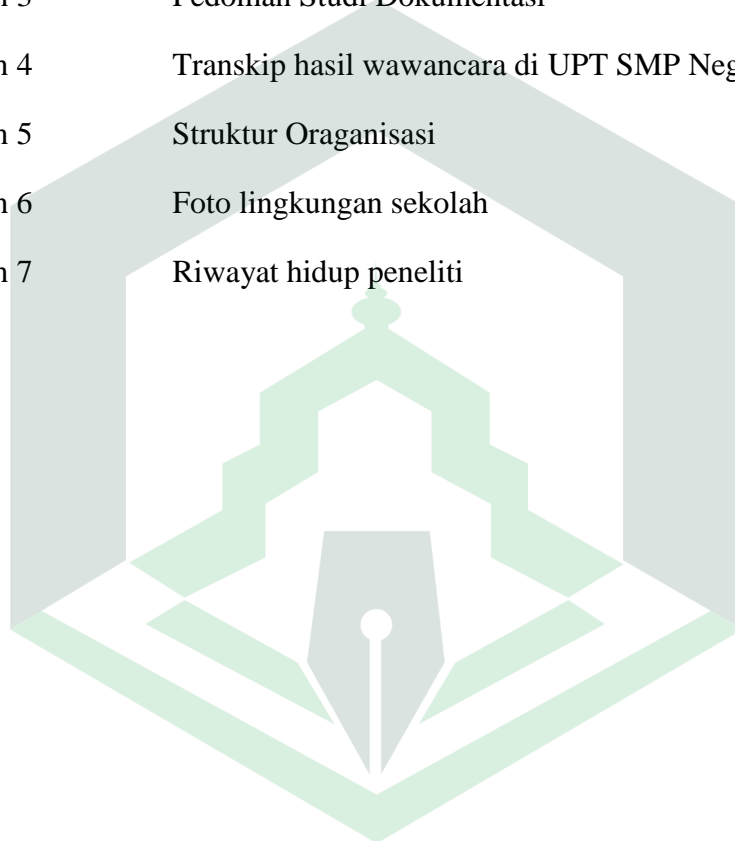 n 3 Pedoman Studi Dokumentasi
n 4 Transkip hasil wawancara di UPT SMP Neg
n 5 Struktur Oraganisasi
n 6 Foto lingkungan sekolah
n 7 Riwayat hidup peneliti